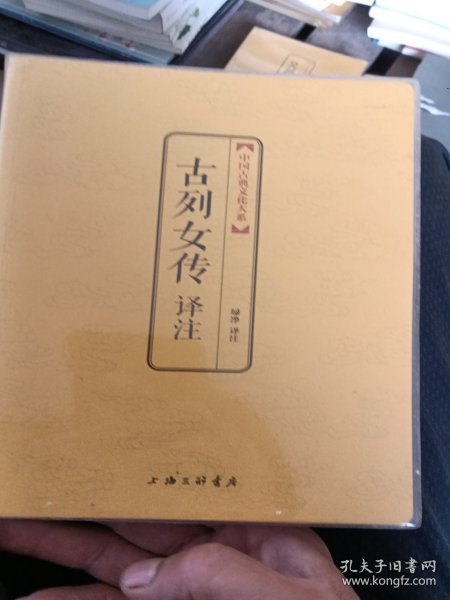 【中国古典文化大系】
古列女传 译注
绿净 译注
上海三联书店
孔夫子旧书网
www.kongfz.com